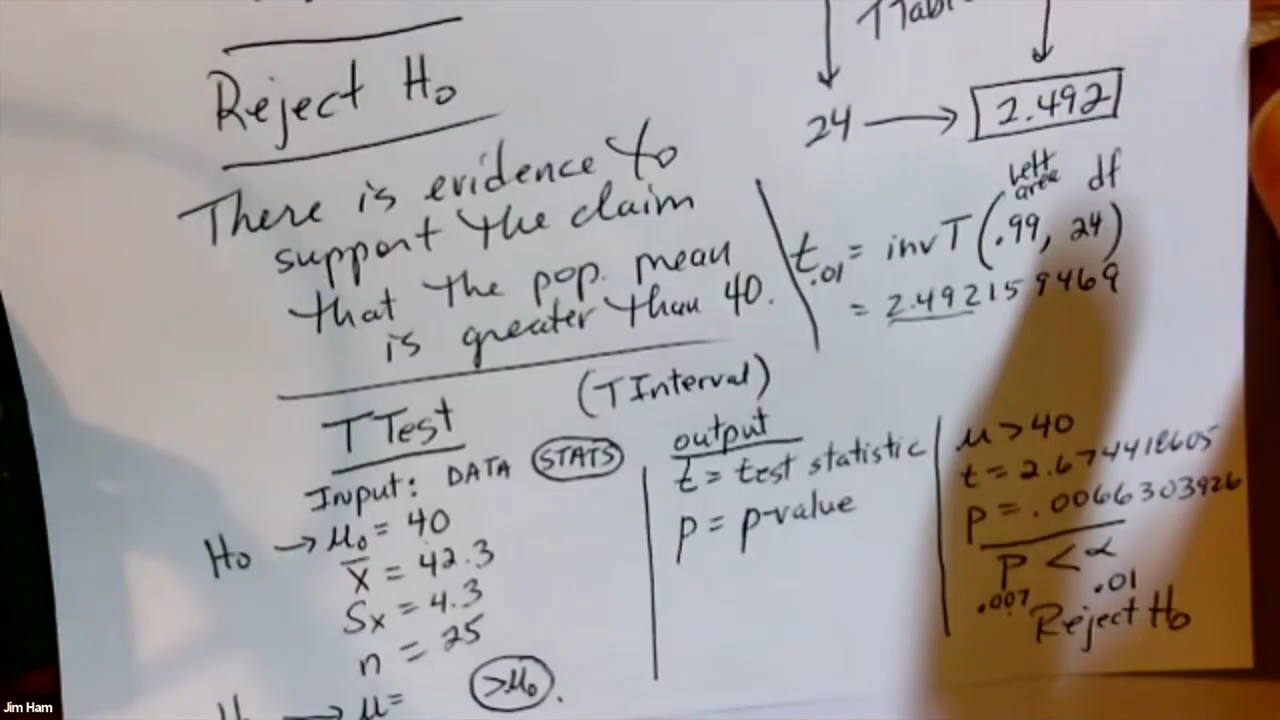 Reject H₀
There is evidence to
support the claim
that the pop. mean
is greater than 40.
24 → 2.492
Left area df
t.01 = invT(.99, 24)
= 2.492159469
(TInterval)
TTest
Input: DATA STATS
H₀ → μ₀ = 40
x̄ = 42.3
Sx = 4.3
n = 25
μ= >μ₀.
output
t = test statistic
p = p-value
μ > 40
t = 2.674418605
p = .0066303926
P < α
.007 .01
Reject H₀
Jim Ham